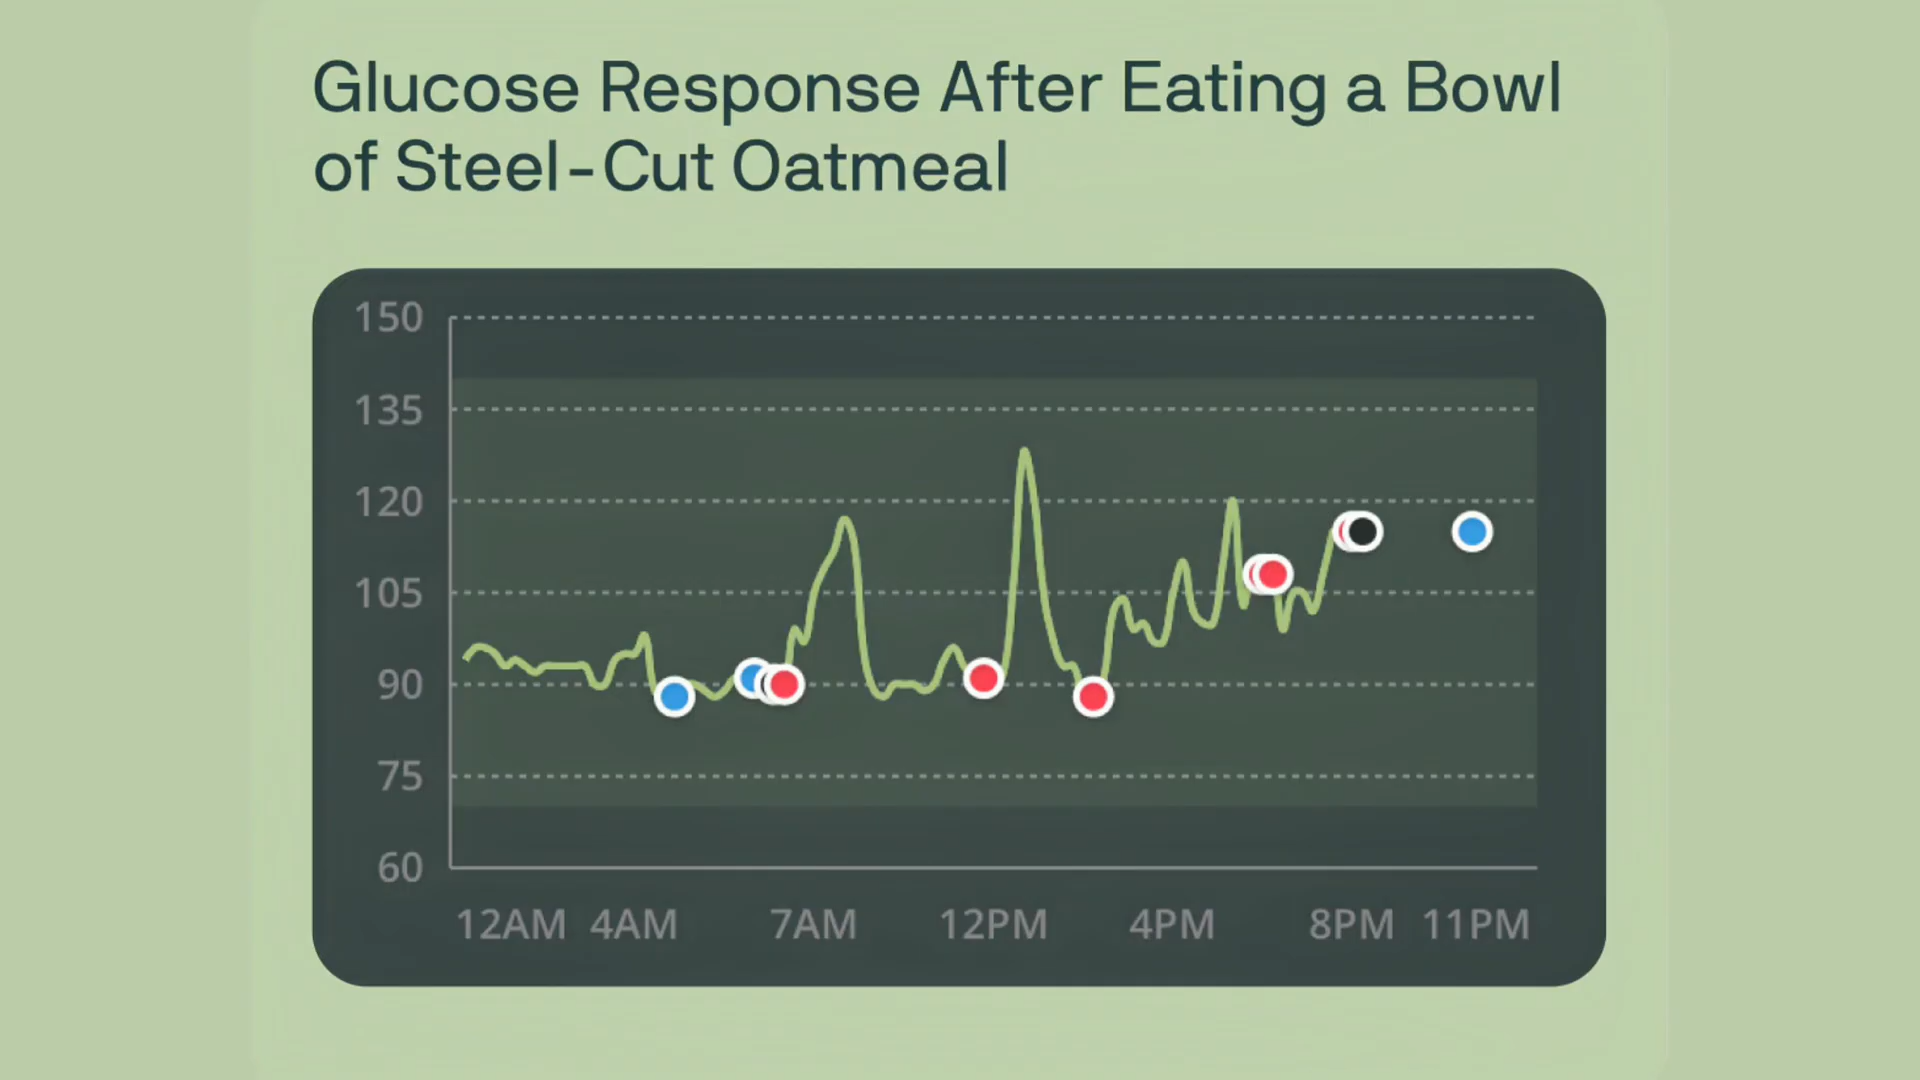 Glucose Response After Eating a Bowl
of Steel-Cut Oatmeal
150
135
120
105
90
75
60
12AM 4AM 7AM 12PM 4PM 8PM 11PM